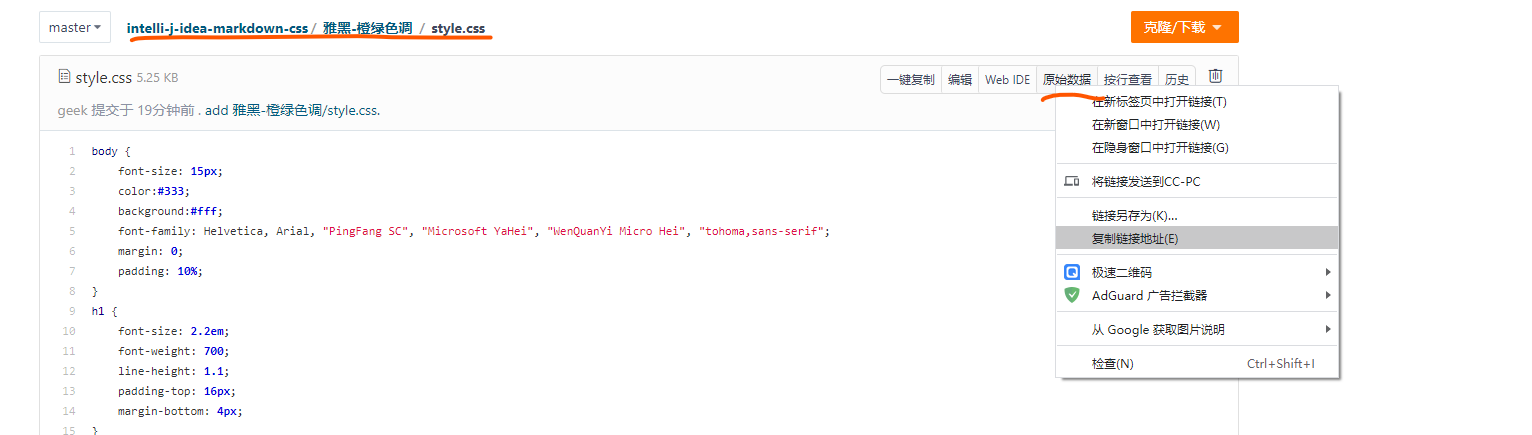 master intelli-j-idea-markdown-css / 雅黑-橙绿色调 / style.css 克隆/下载
style.css 5.25 KB 一键复制 编辑 Web IDE 原始数据 按行查看 历史
geek 提交于 19分钟前 . add 雅黑-橙绿色调/style.css.
在新标签页中打开链接(T)
在新窗口中打开链接(W)
在隐身窗口中打开链接(G)
将链接发送到CC-PC
链接另存为(K)...
复制链接地址(E)
极速二维码
AdGuard 广告拦截器
从 Google 获取图片说明
检查(N) Ctrl+Shift+I
1 body {
2 font-size: 15px;
3 color:#333;
4 background:#fff;
5 font-family: Helvetica, Arial, "PingFang SC", "Microsoft YaHei", "WenQuanYi Micro Hei", "tohoma,sans-serif";
6 margin: 0;
7 padding: 10%;
8 }
9 h1 {
10 font-size: 2.2em;
11 font-weight: 700;
12 line-height: 1.1;
13 padding-top: 16px;
14 margin-bottom: 4px;
15 }